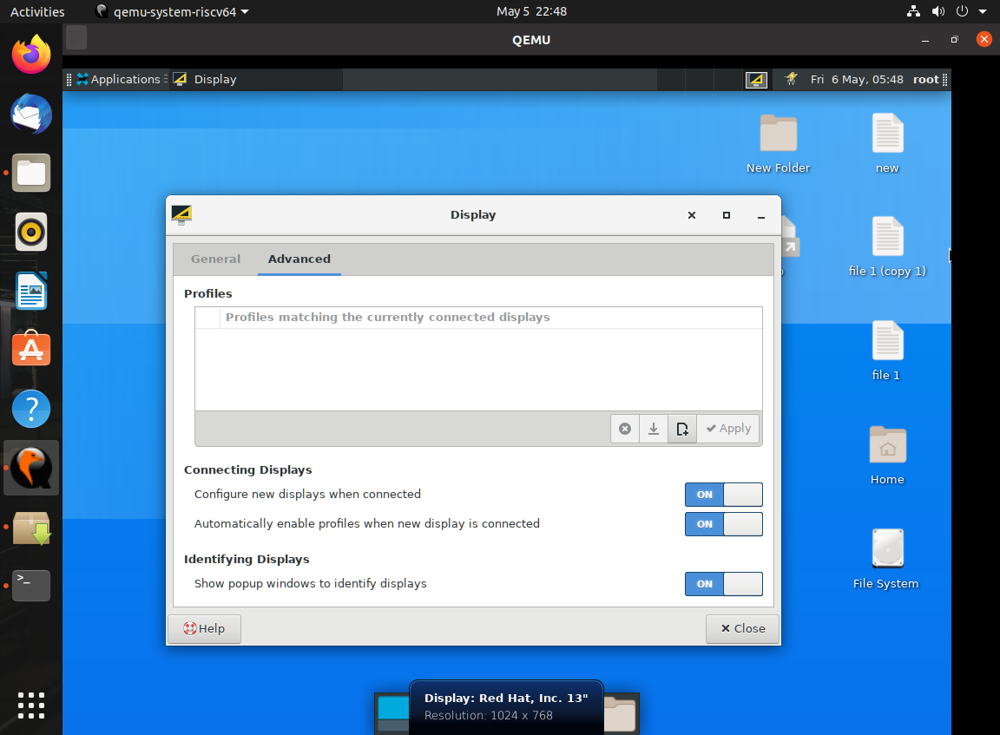 Activities
qemu-system-riscv64
May 5 22:48
QEMU
Applications
Display
Fri 6 May, 05:48
root
New Folder
new
Display
General
Advanced
file 1 (copy 1)
Profiles
Profiles matching the currently connected displays
file 1
Apply
Connecting Displays
Configure new displays when connected
ON
Home
Automatically enable profiles when new display is connected
ON
Identifying Displays
Show popup windows to identify displays
ON
File System
Help
Close
Display: Red Hat, Inc. 13"
Resolution: 1024 x 768